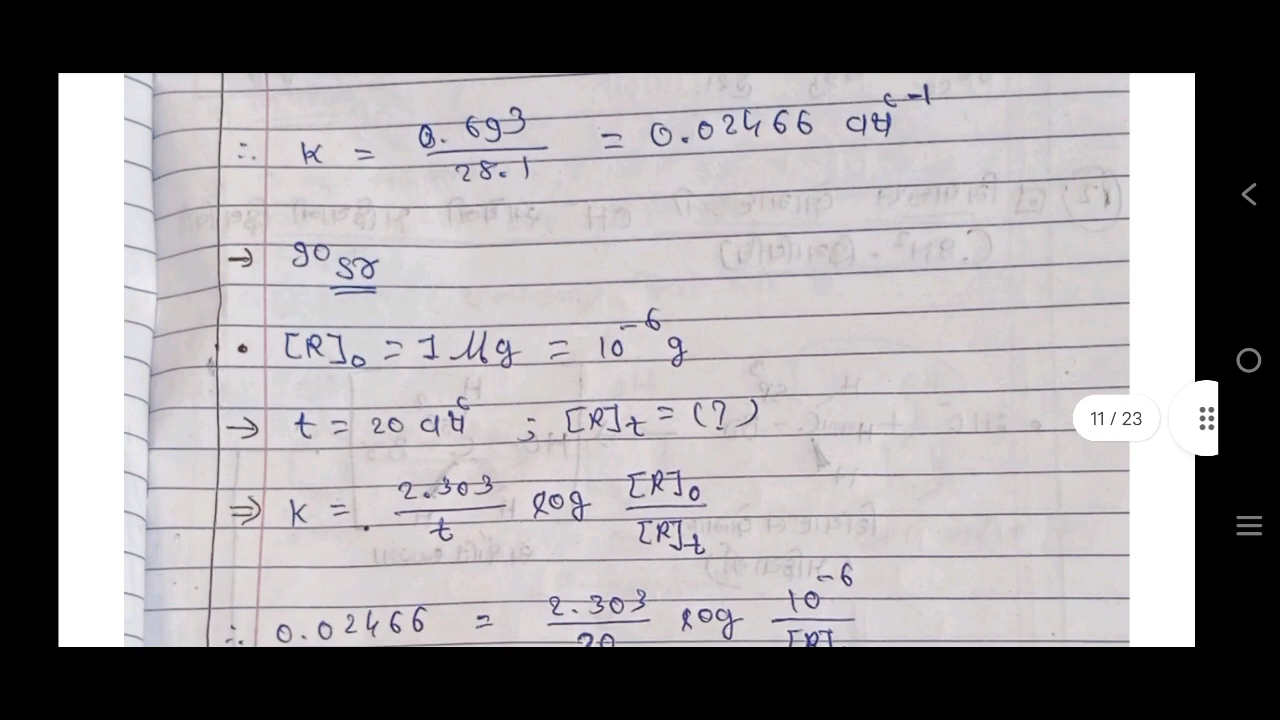 ∴ K = 0.693 / 28.1 = 0.02466 વર્ષ⁻¹
→ ⁹⁰Sr
• [R]₀ = 1 μg = 10⁻⁶ g
→ t = 20 વર્ષ ; [R]t = (?)
11 / 23
⇒ K = 2.303 / t log [R]₀ / [R]t
∴ 0.02466 = 2.303 / 20 log 10⁻⁶ / [R]